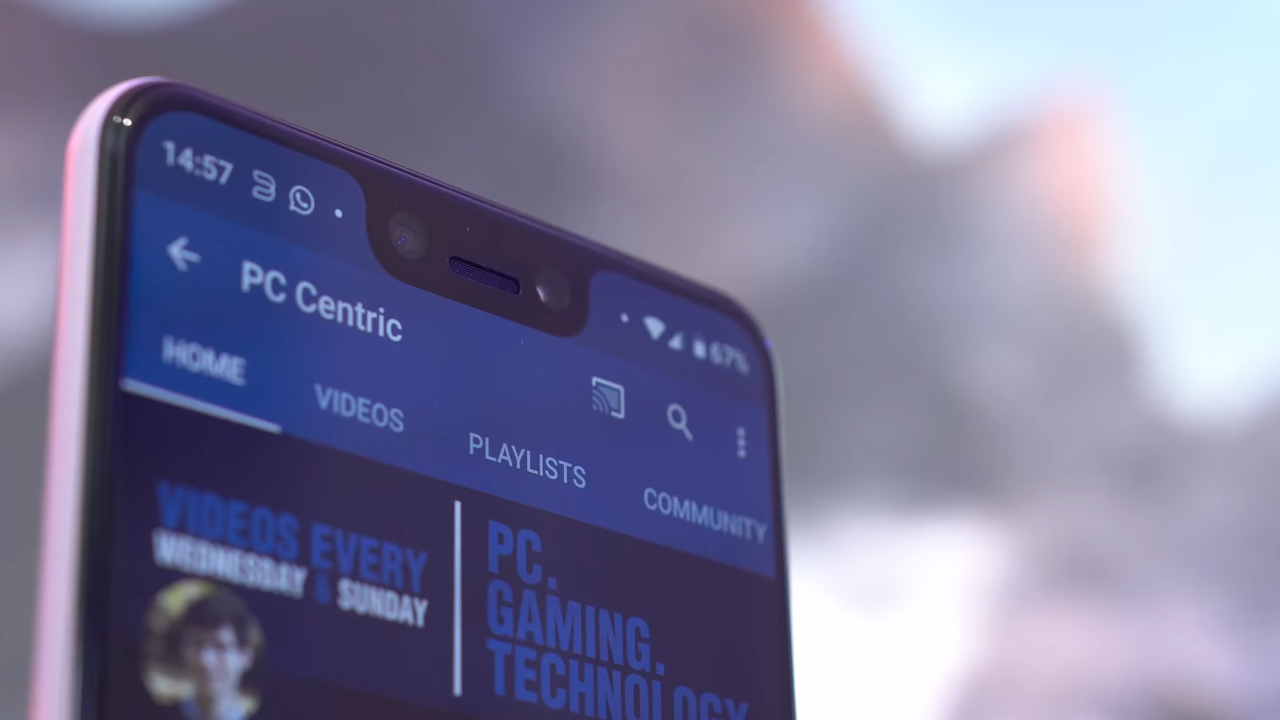 14:57
67%
PC Centric
HOME VIDEOS PLAYLISTS COMMUNITY
VIDEOS EVERY
WEDNESDAY & SUNDAY
PC.
GAMING.
TECHNOLOGY